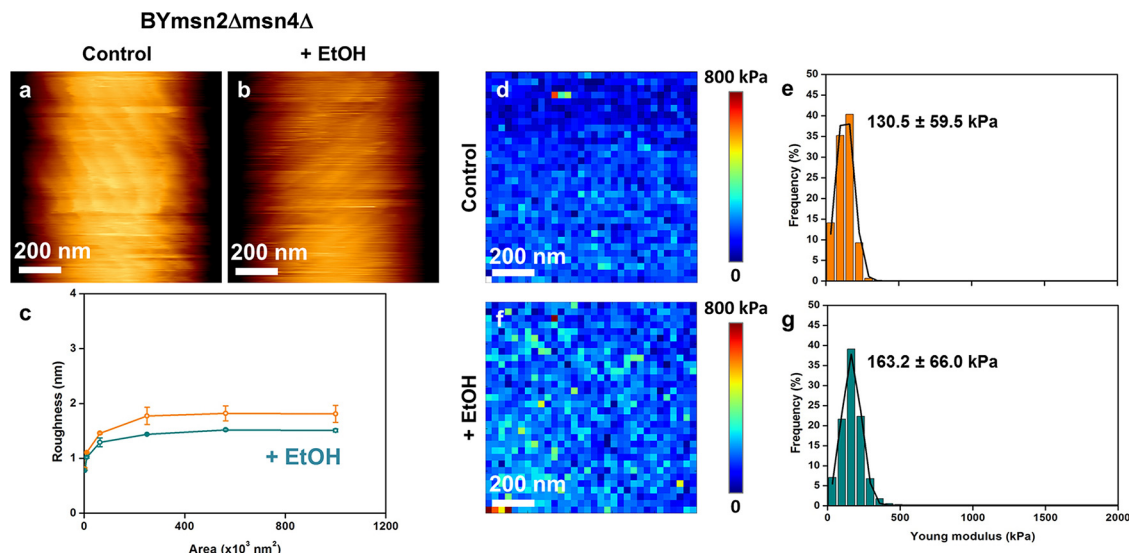 BYmsn2Δmsn4Δ
Control
+ EtOH
a
b
200 nm
200 nm
c
4
3
2
1
0
Roughness (nm)
+ EtOH
0
400
800
1200
Area (x10³ nm²)
Control
d
800 kPa
0
200 nm
+ EtOH
f
800 kPa
0
200 nm
e
130.5 ± 59.5 kPa
Frequency (%)
50
45
40
35
30
25
20
15
10
5
0
g
163.2 ± 66.0 kPa
Frequency (%)
50
45
40
35
30
25
20
15
10
5
0
0
500
1000
1500
2000
Young modulus (kPa)